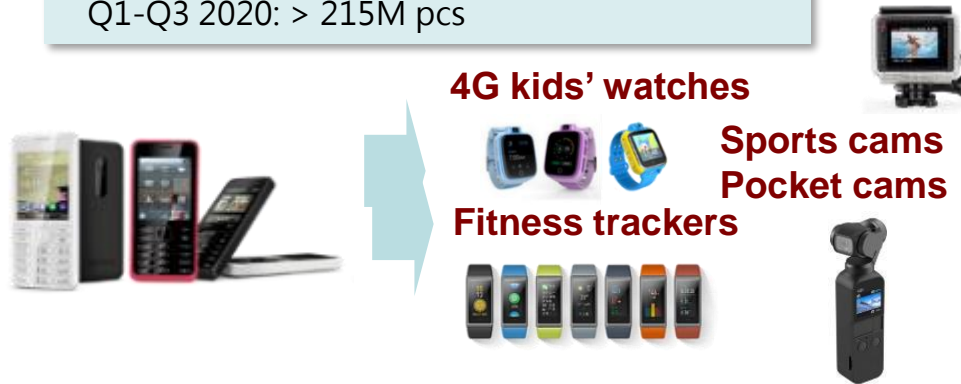 Q1-Q3 2020: > 215M pcs
4G kids’ watches
Sports cams
Pocket cams
Fitness trackers